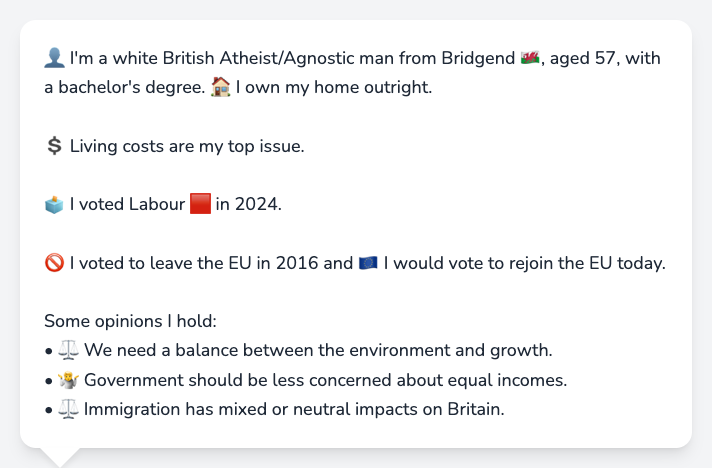 👤 I'm a white British Atheist/Agnostic man from Bridgend 🏴󠁧󠁢󠁷󠁬󠁳󠁿, aged 57, with
a bachelor's degree. 🏠 I own my home outright.
💲 Living costs are my top issue.
🗳️ I voted Labour 🟥 in 2024.
🚫 I voted to leave the EU in 2016 and 🇪🇺 I would vote to rejoin the EU today.
Some opinions I hold:
• ⚖️ We need a balance between the environment and growth.
• 🤷 Government should be less concerned about equal incomes.
• ⚖️ Immigration has mixed or neutral impacts on Britain.